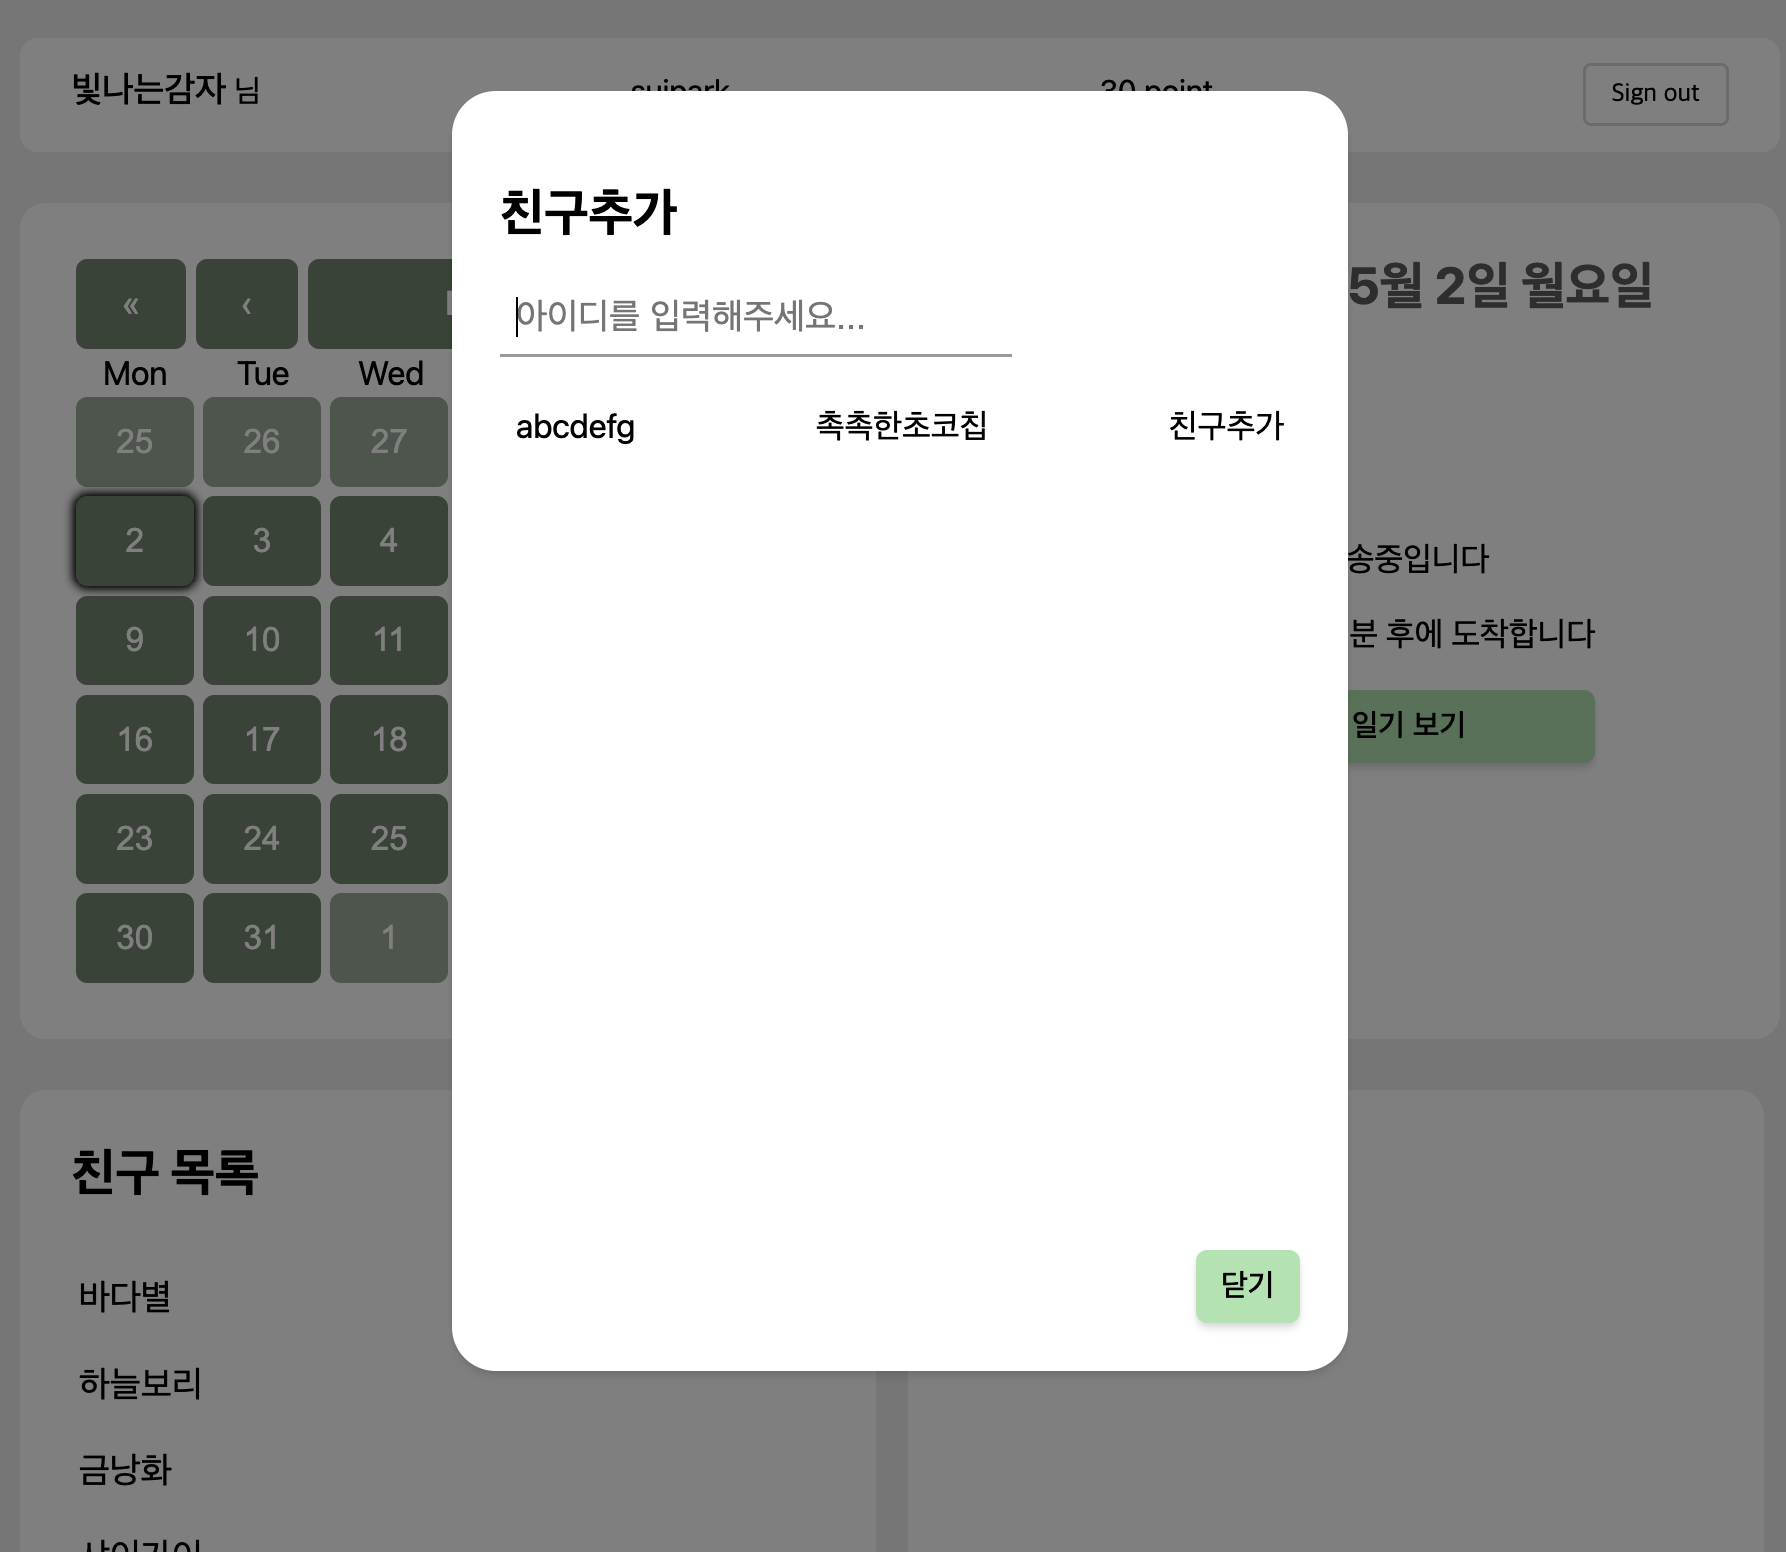 빛나는감자 님
suipark
30 point
Sign out
친구추가
아이디를 입력해주세요...
abcdefg 촉촉한초코칩 친구추가
닫기
« ‹
Mon Tue Wed
25 26 27
2 3 4
9 10 11
16 17 18
23 24 25
30 31 1
5월 2일 월요일
송중입니다
분 후에 도착합니다
일기 보기
친구 목록
바다별
하늘보리
금낭화